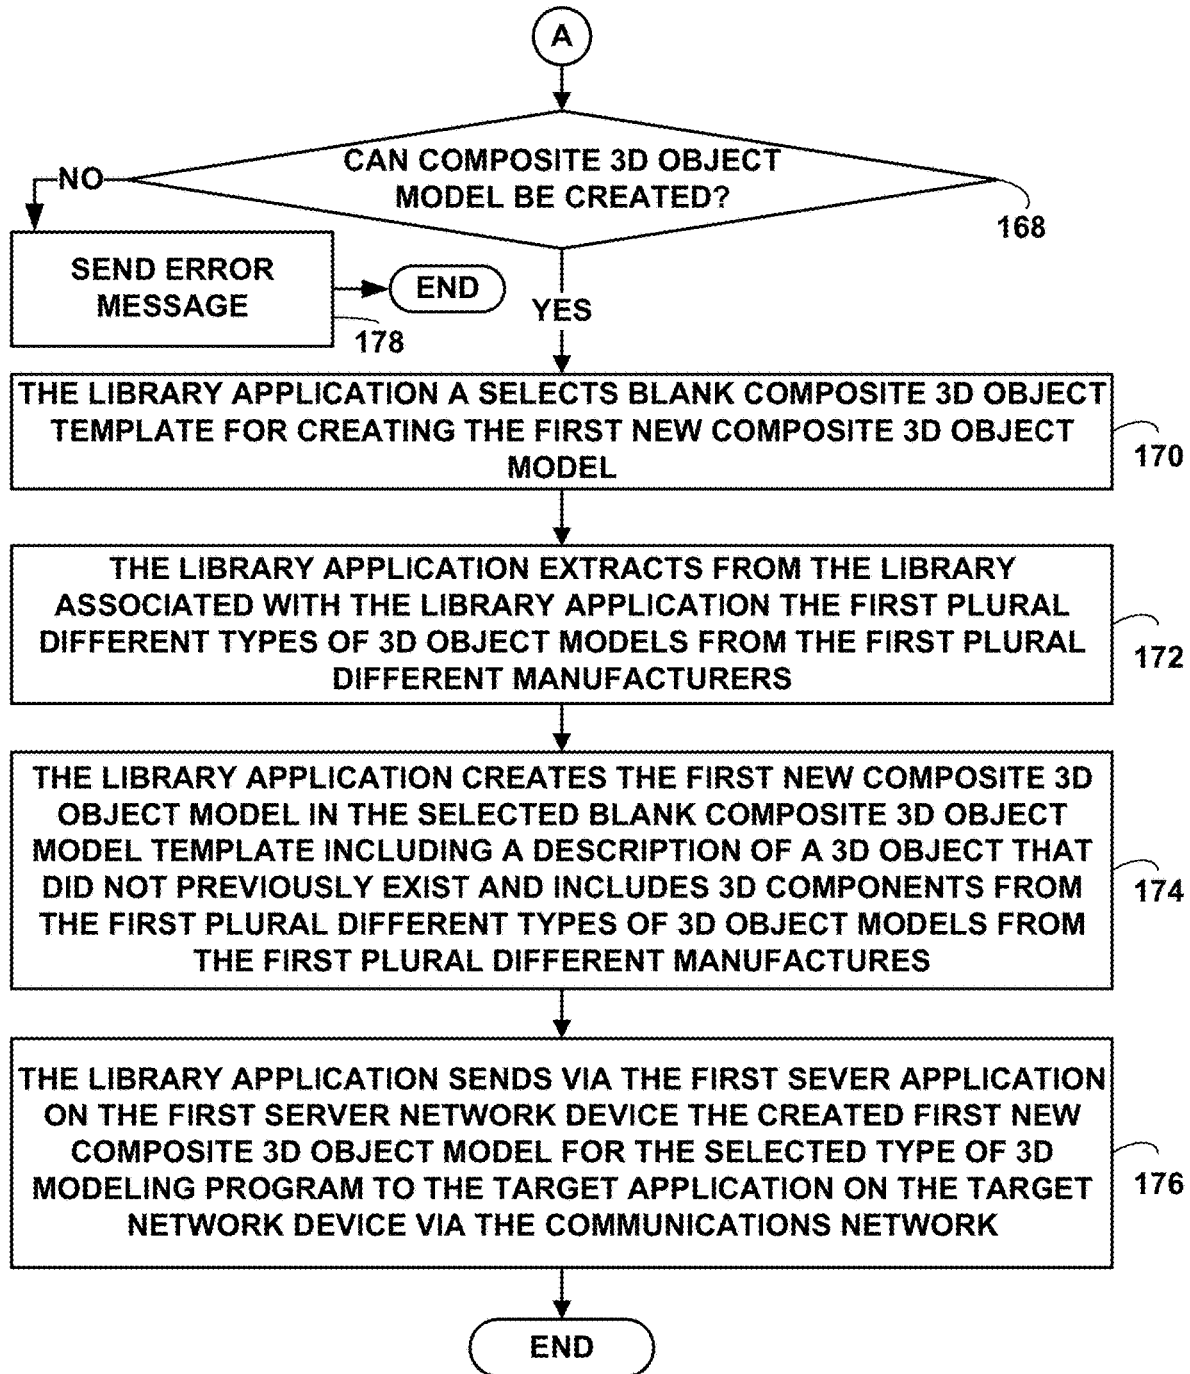 A
CAN COMPOSITE 3D OBJECT
MODEL BE CREATED?
NO
168
SEND ERROR
MESSAGE
END
YES
178
THE LIBRARY APPLICATION A SELECTS BLANK COMPOSITE 3D OBJECT
TEMPLATE FOR CREATING THE FIRST NEW COMPOSITE 3D OBJECT
MODEL
170
THE LIBRARY APPLICATION EXTRACTS FROM THE LIBRARY
ASSOCIATED WITH THE LIBRARY APPLICATION THE FIRST PLURAL
DIFFERENT TYPES OF 3D OBJECT MODELS FROM THE FIRST PLURAL
DIFFERENT MANUFACTURERS
172
THE LIBRARY APPLICATION CREATES THE FIRST NEW COMPOSITE 3D
OBJECT MODEL IN THE SELECTED BLANK COMPOSITE 3D OBJECT
MODEL TEMPLATE INCLUDING A DESCRIPTION OF A 3D OBJECT THAT
DID NOT PREVIOUSLY EXIST AND INCLUDES 3D COMPONENTS FROM
THE FIRST PLURAL DIFFERENT TYPES OF 3D OBJECT MODELS FROM
THE FIRST PLURAL DIFFERENT MANUFACTURES
174
THE LIBRARY APPLICATION SENDS VIA THE FIRST SEVER APPLICATION
ON THE FIRST SERVER NETWORK DEVICE THE CREATED FIRST NEW
COMPOSITE 3D OBJECT MODEL FOR THE SELECTED TYPE OF 3D
MODELING PROGRAM TO THE TARGET APPLICATION ON THE TARGET
NETWORK DEVICE VIA THE COMMUNICATIONS NETWORK
176
END